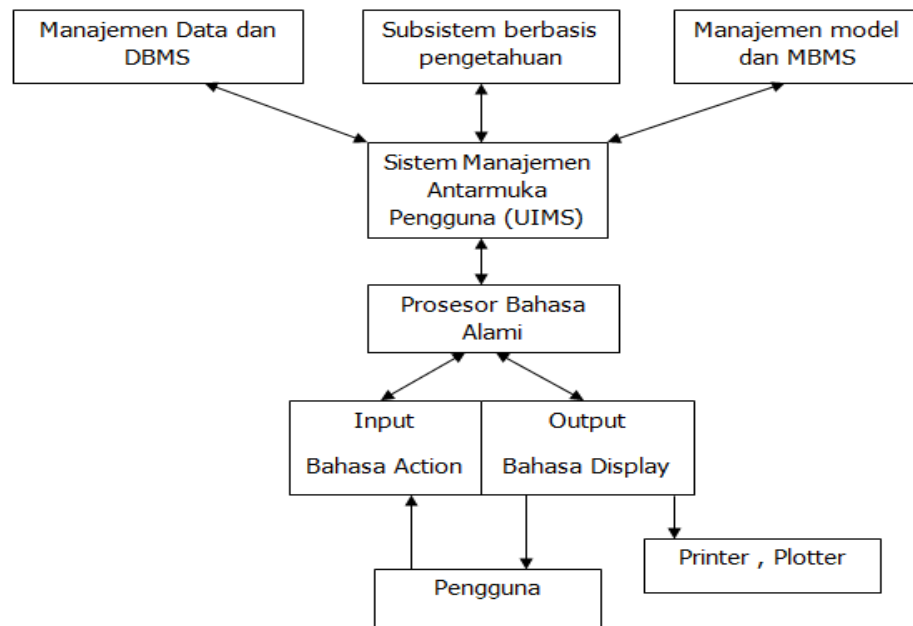 Manajemen Data dan
DBMS
Subsistem berbasis
pengetahuan
Manajemen model
dan MBMS
Sistem Manajemen
Antarmuka
Pengguna (UIMS)
Prosesor Bahasa
Alami
Input
Bahasa Action
Output
Bahasa Display
Printer , Plotter
Pengguna